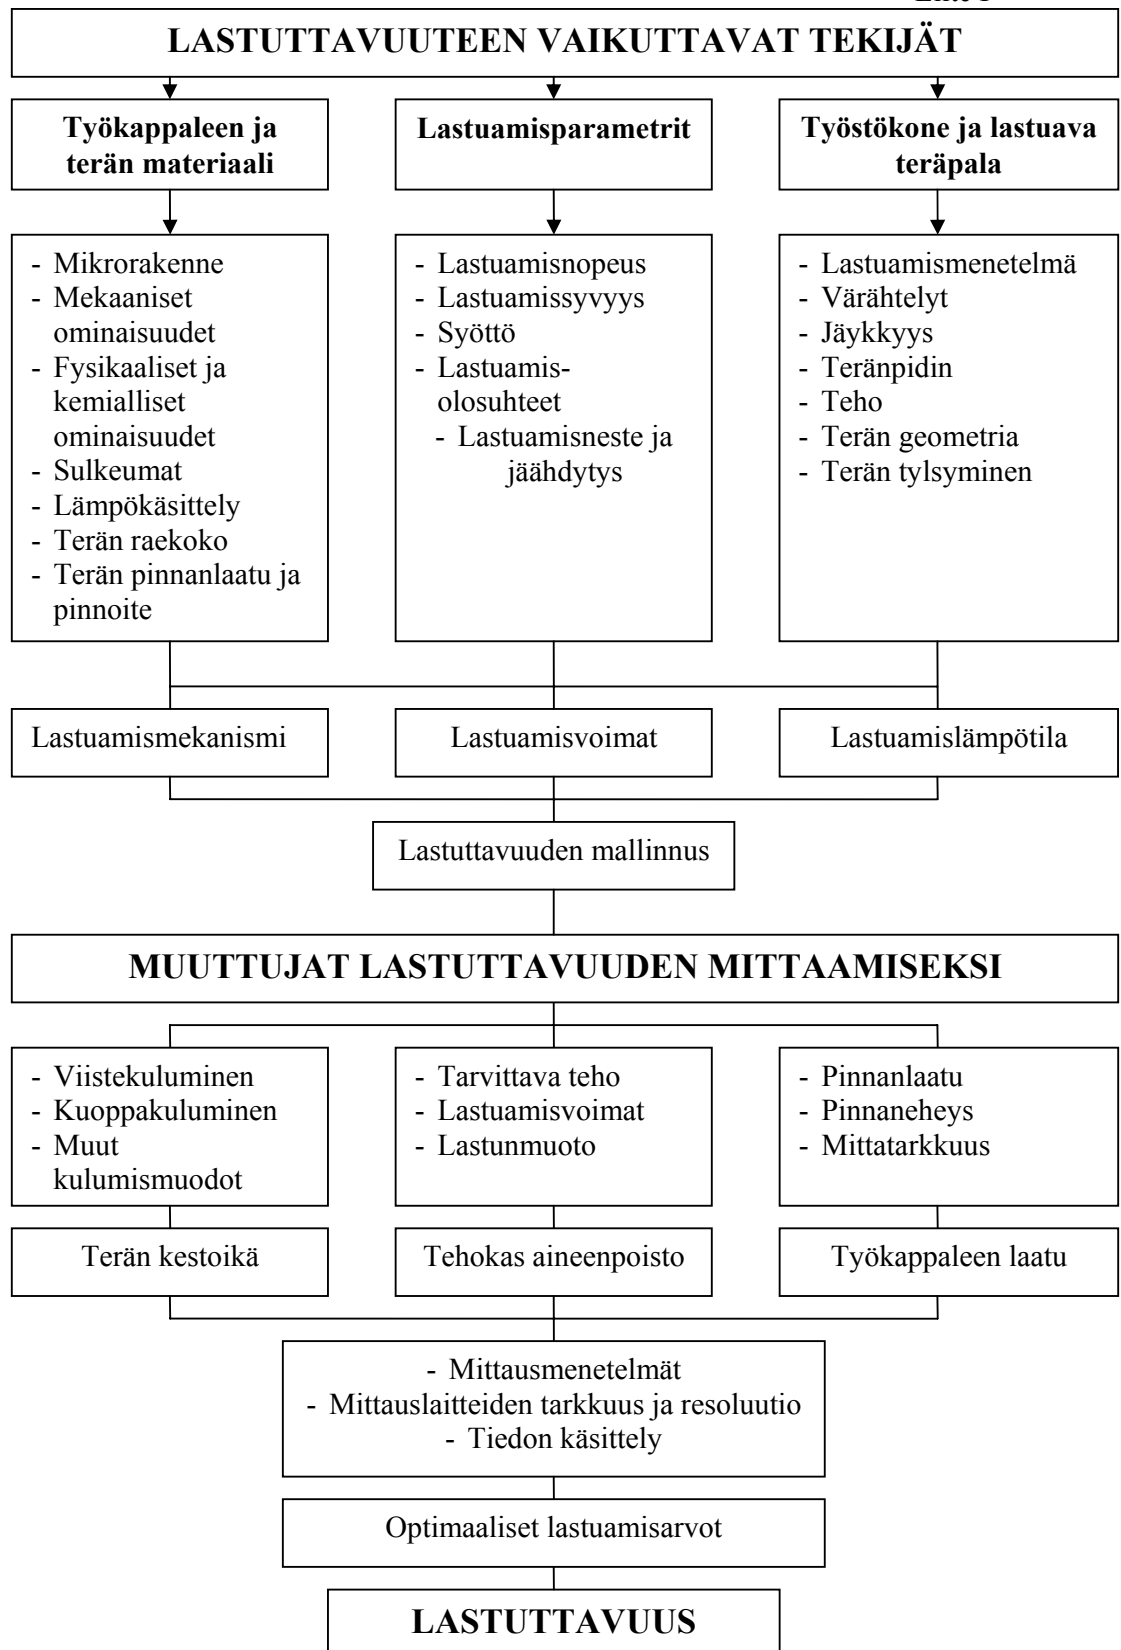 LASTUTTAVUUTEEN VAIKUTTAVAT TEKIJÄT
Työkappaleen ja
terän materiaali
Lastuamisparametrit
Työstökone ja lastuava
teräpala
- Mikrorakenne
- Mekaaniset
ominaisuudet
- Fysikaaliset ja
kemialliset
ominaisuudet
- Sulkeumat
- Lämpökäsittely
- Terän raekoko
- Terän pinnanlaatu ja
pinnoite
- Lastuamisnopeus
- Lastuamissyvyys
- Syöttö
- Lastuamis-
olosuhteet
- Lastuamisneste ja
jäähdytys
- Lastuamismenetelmä
- Värähtelyt
- Jäykkyys
- Teränpidin
- Teho
- Terän geometria
- Terän tylsyminen
Lastuamismekanismi
Lastuamisvoimat
Lastuamislämpötila
Lastuttavuuden mallinnus
MUUTTUJAT LASTUTTAVUUDEN MITTAAMISEKSI
- Viistekuluminen
- Kuoppakuluminen
- Muut
kulumismuodot
- Tarvittava teho
- Lastuamisvoimat
- Lastunmuoto
- Pinnanlaatu
- Pinnaneheys
- Mittatarkkuus
Terän kestoikä
Tehokas aineenpoisto
Työkappaleen laatu
- Mittausmenetelmät
- Mittauslaitteiden tarkkuus ja resoluutio
- Tiedon käsittely
Optimaaliset lastuamisarvot
LASTUTTAVUUS